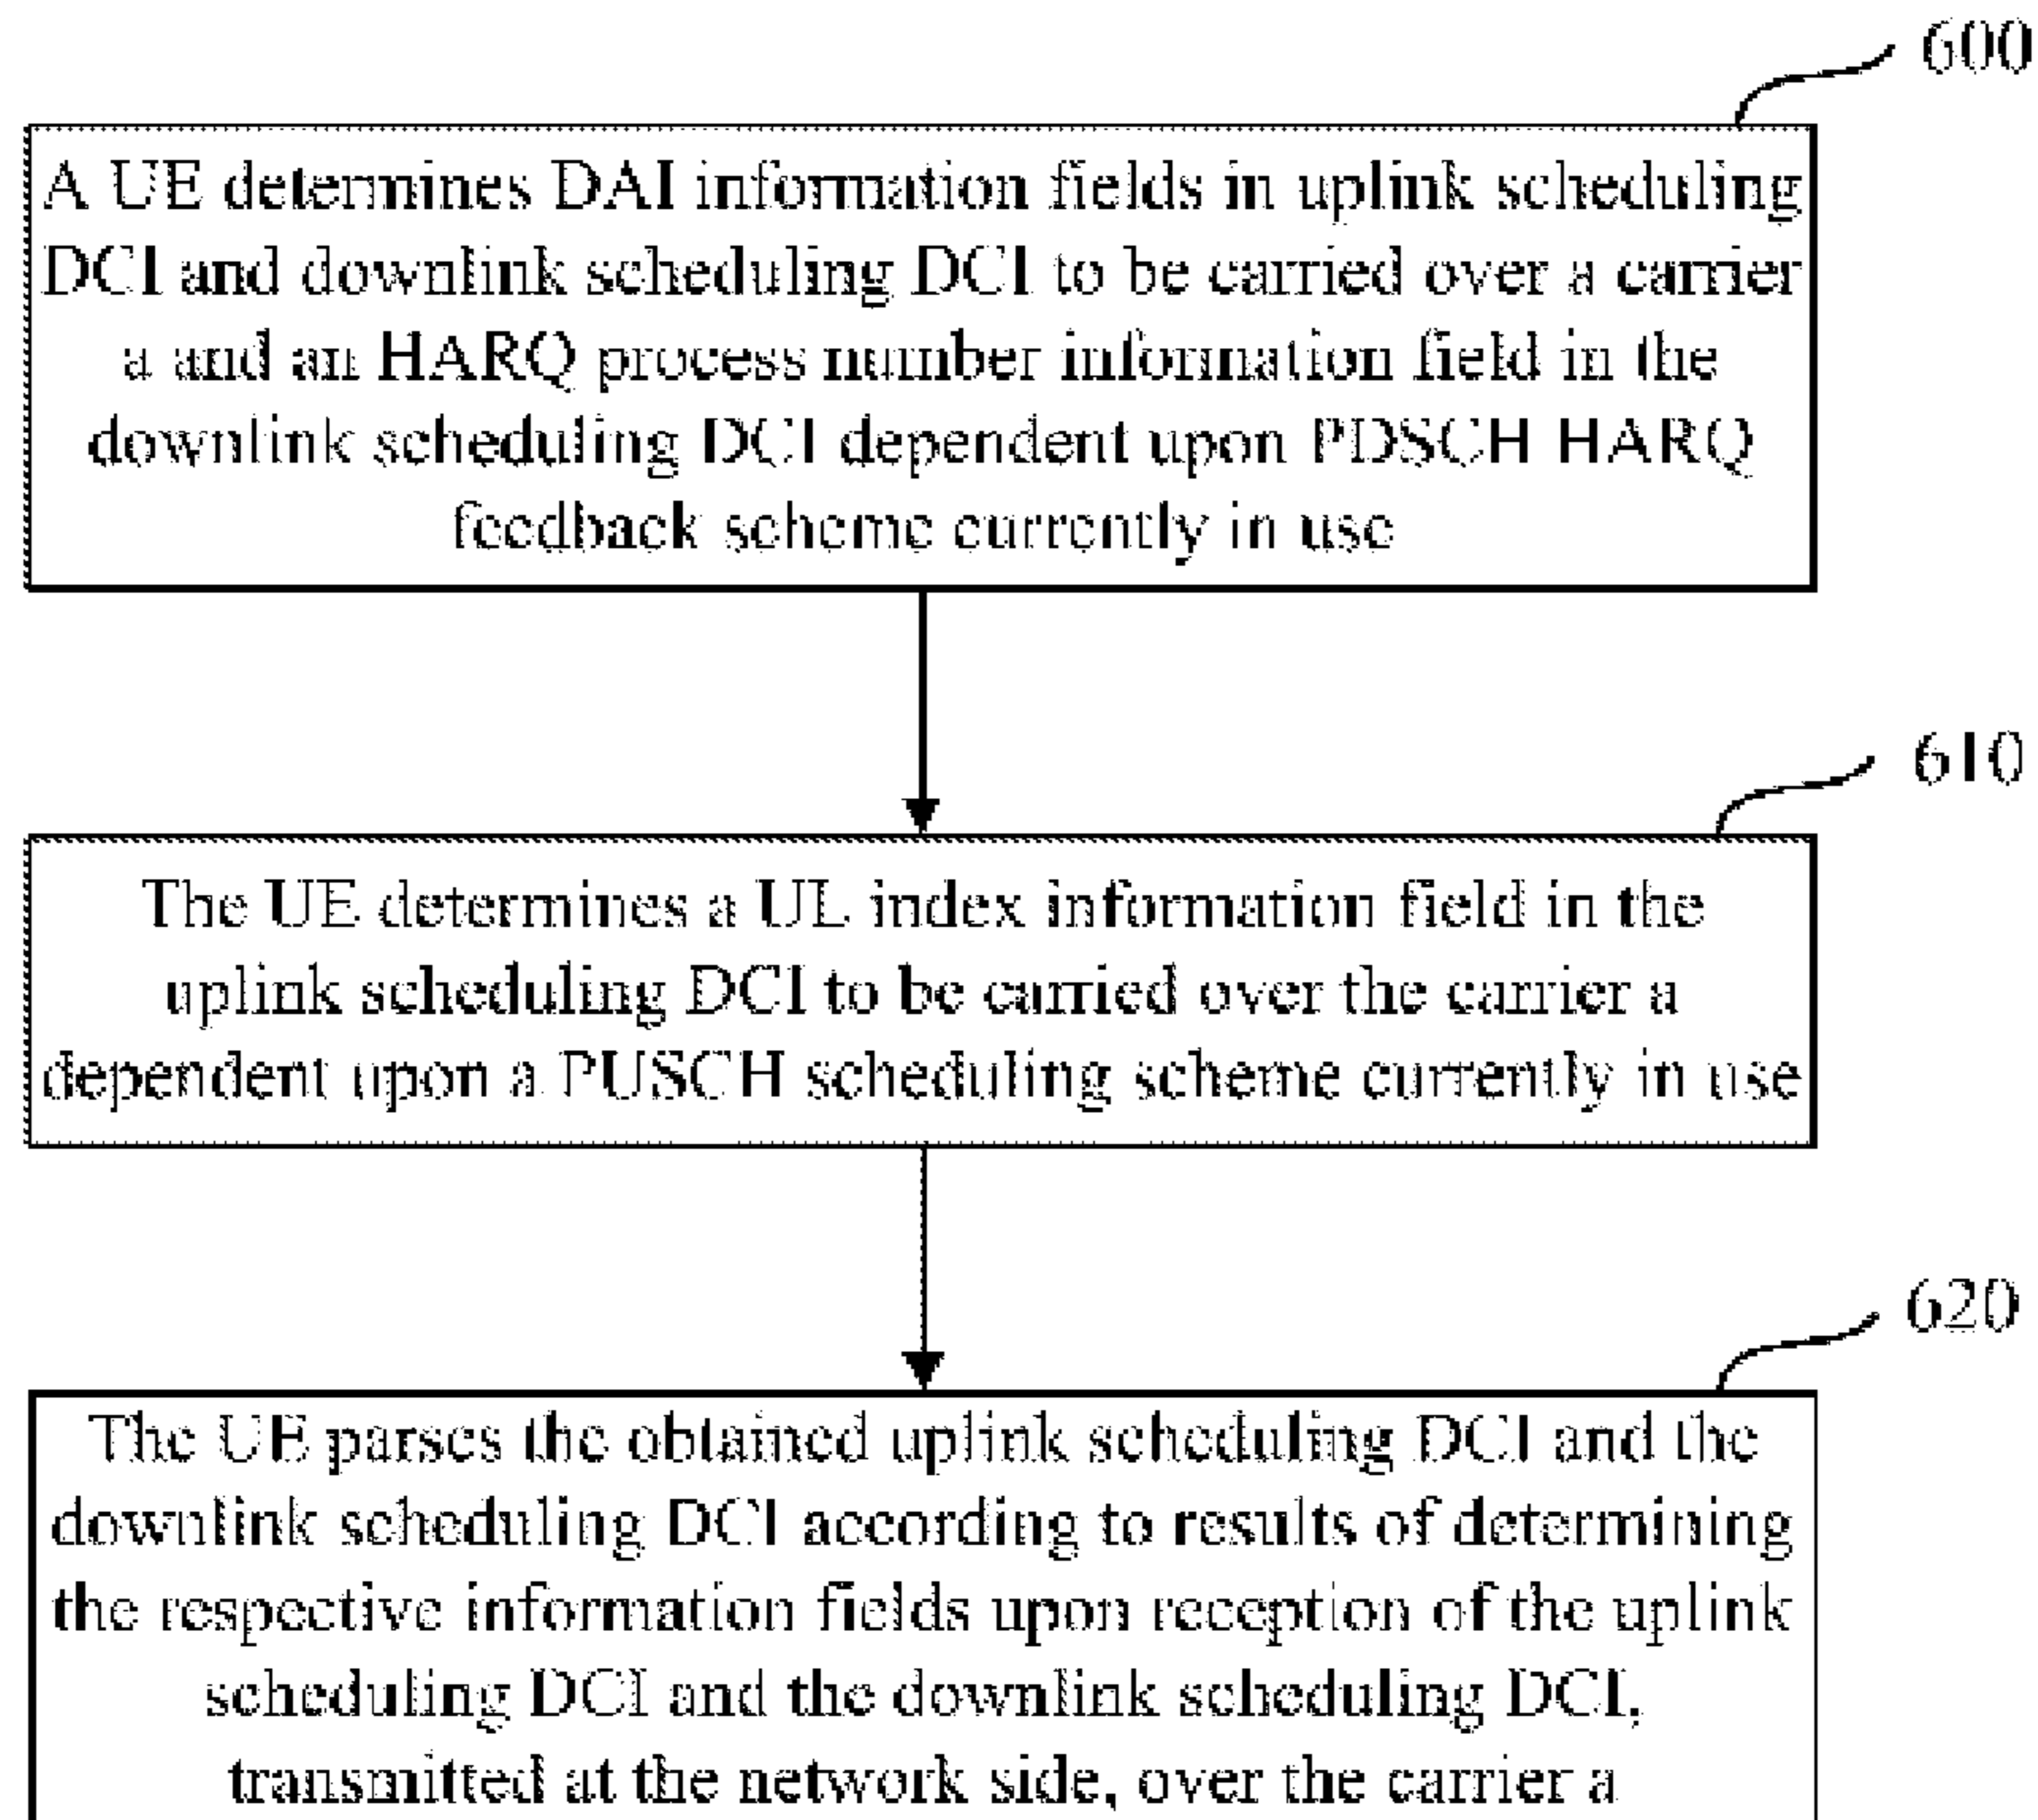 600
A UE determines DAI information fields in uplink scheduling
DCI and downlink scheduling DCI to be carried over a carrier
a and an HARQ process number information field in the
downlink scheduling DCI dependent upon PDSCH HARQ
feedback scheme currently in use
610
The UE determines a UL index information field in the
uplink scheduling DCI to be carried over the carrier a
dependent upon a PUSCH scheduling scheme currently in use
620
The UE parses the obtained uplink scheduling DCI and the
downlink scheduling DCI according to results of determining
the respective information fields upon reception of the uplink
scheduling DCI and the downlink scheduling DCI,
transmitted at the network side, over the carrier a